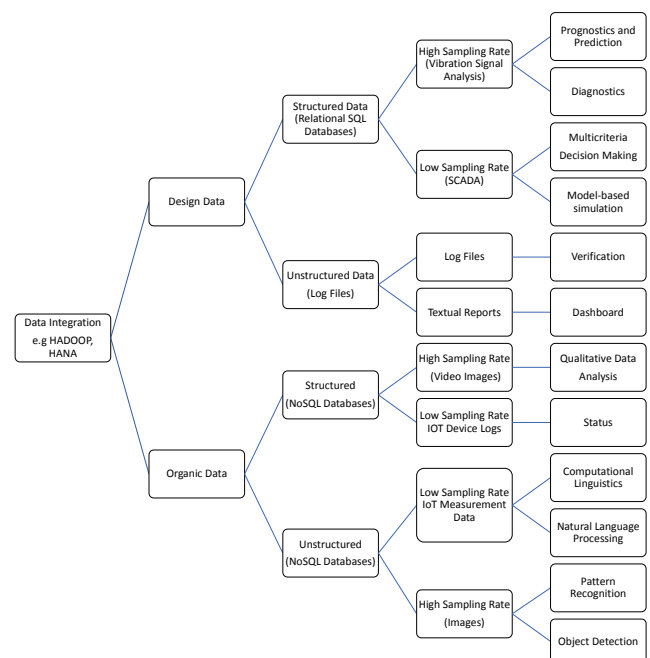 Data Integration
e.g HADOOP,
HANA
Design Data
Organic Data
Structured Data
(Relational SQL
Databases)
Unstructured Data
(Log Files)
Structured
(NoSQL Databases)
Unstructured
(NoSQL Databases)
High Sampling Rate
(Vibration Signal
Analysis)
Low Sampling Rate
(SCADA)
Log Files
Textual Reports
High Sampling Rate
(Video Images)
Low Sampling Rate
IOT Device Logs
Low Sampling Rate
IoT Measurement
Data
High Sampling Rate
(Images)
Prognostics and
Prediction
Diagnostics
Multicriteria
Decision Making
Model-based
simulation
Verification
Dashboard
Qualitative Data
Analysis
Status
Computational
Linguistics
Natural Language
Processing
Pattern
Recognition
Object Detection